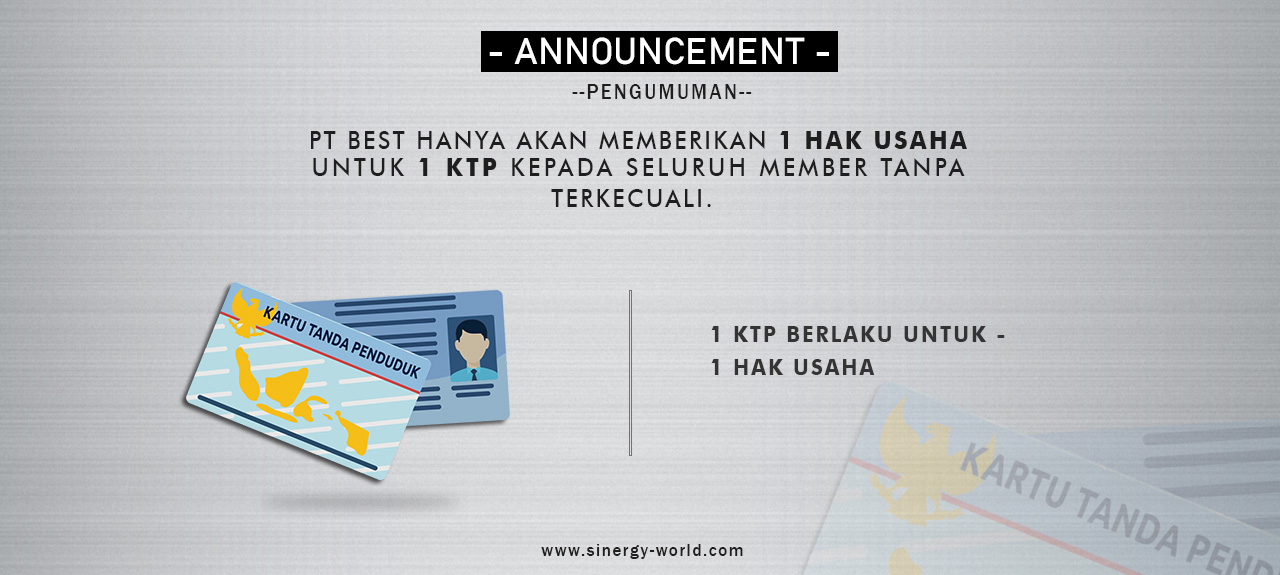 - ANNOUNCEMENT -
--PENGUMUMAN--
PT BEST HANYA AKAN MEMBERIKAN 1 HAK USAHA
UNTUK 1 KTP KEPADA SELURUH MEMBER TANPA
TERKECUALI.
KARTU TANDA PENDUDUK
1 KTP BERLAKU UNTUK -
1 HAK USAHA
KARTU TANDA PENDUDUK
www.sinergy-world.com